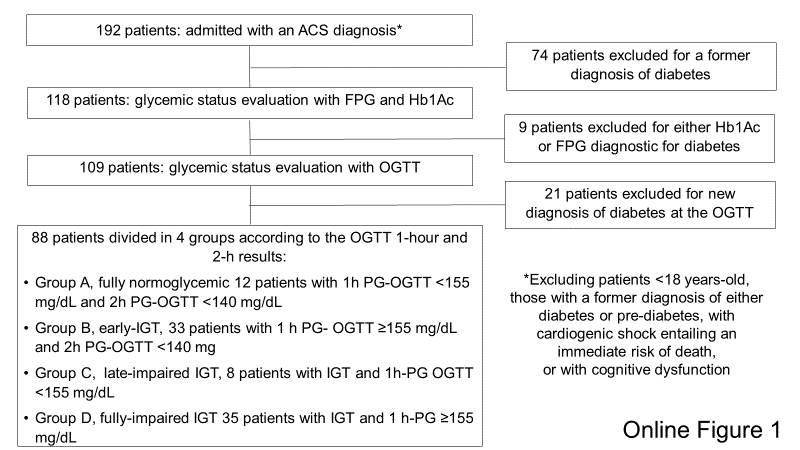 192 patients: admitted with an ACS diagnosis*
74 patients excluded for a former
diagnosis of diabetes
118 patients: glycemic status evaluation with FPG and Hb1Ac
9 patients excluded for either Hb1Ac
or FPG diagnostic for diabetes
109 patients: glycemic status evaluation with OGTT
21 patients excluded for new
diagnosis of diabetes at the OGTT
88 patients divided in 4 groups according to the OGTT 1-hour and
2-h results:
• Group A, fully normoglycemic 12 patients with 1h PG-OGTT <155
mg/dL and 2h PG-OGTT <140 mg/dL
• Group B, early-IGT, 33 patients with 1 h PG- OGTT ≥155 mg/dL
and 2h PG-OGTT <140 mg
• Group C, late-impaired IGT, 8 patients with IGT and 1h-PG OGTT
<155 mg/dL
• Group D, fully-impaired IGT 35 patients with IGT and 1 h-PG ≥155
mg/dL
*Excluding patients <18 years-old,
those with a former diagnosis of either
diabetes or pre-diabetes, with
cardiogenic shock entailing an
immediate risk of death,
or with cognitive dysfunction
Online Figure 1